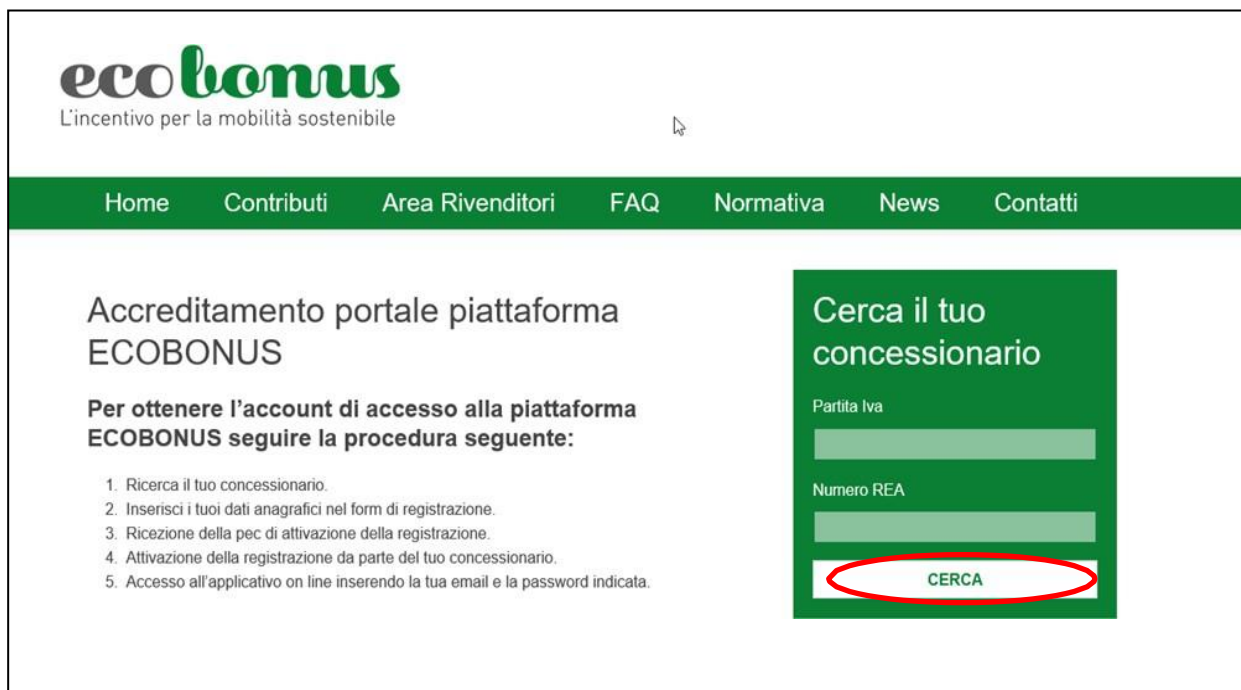 ecobonus
L'incentivo per la mobilità sostenibile
Home Contributi Area Rivenditori FAQ Normativa News Contatti
Accreditamento portale piattaforma
ECOBONUS
Per ottenere l'account di accesso alla piattaforma
ECOBONUS seguire la procedura seguente:
1. Ricerca il tuo concessionario.
2. Inserisci i tuoi dati anagrafici nel form di registrazione.
3. Ricezione della pec di attivazione della registrazione.
4. Attivazione della registrazione da parte del tuo concessionario.
5. Accesso all'applicativo on line inserendo la tua email e la password indicata.
Cerca il tuo
concessionario
Partita Iva
Numero REA
CERCA